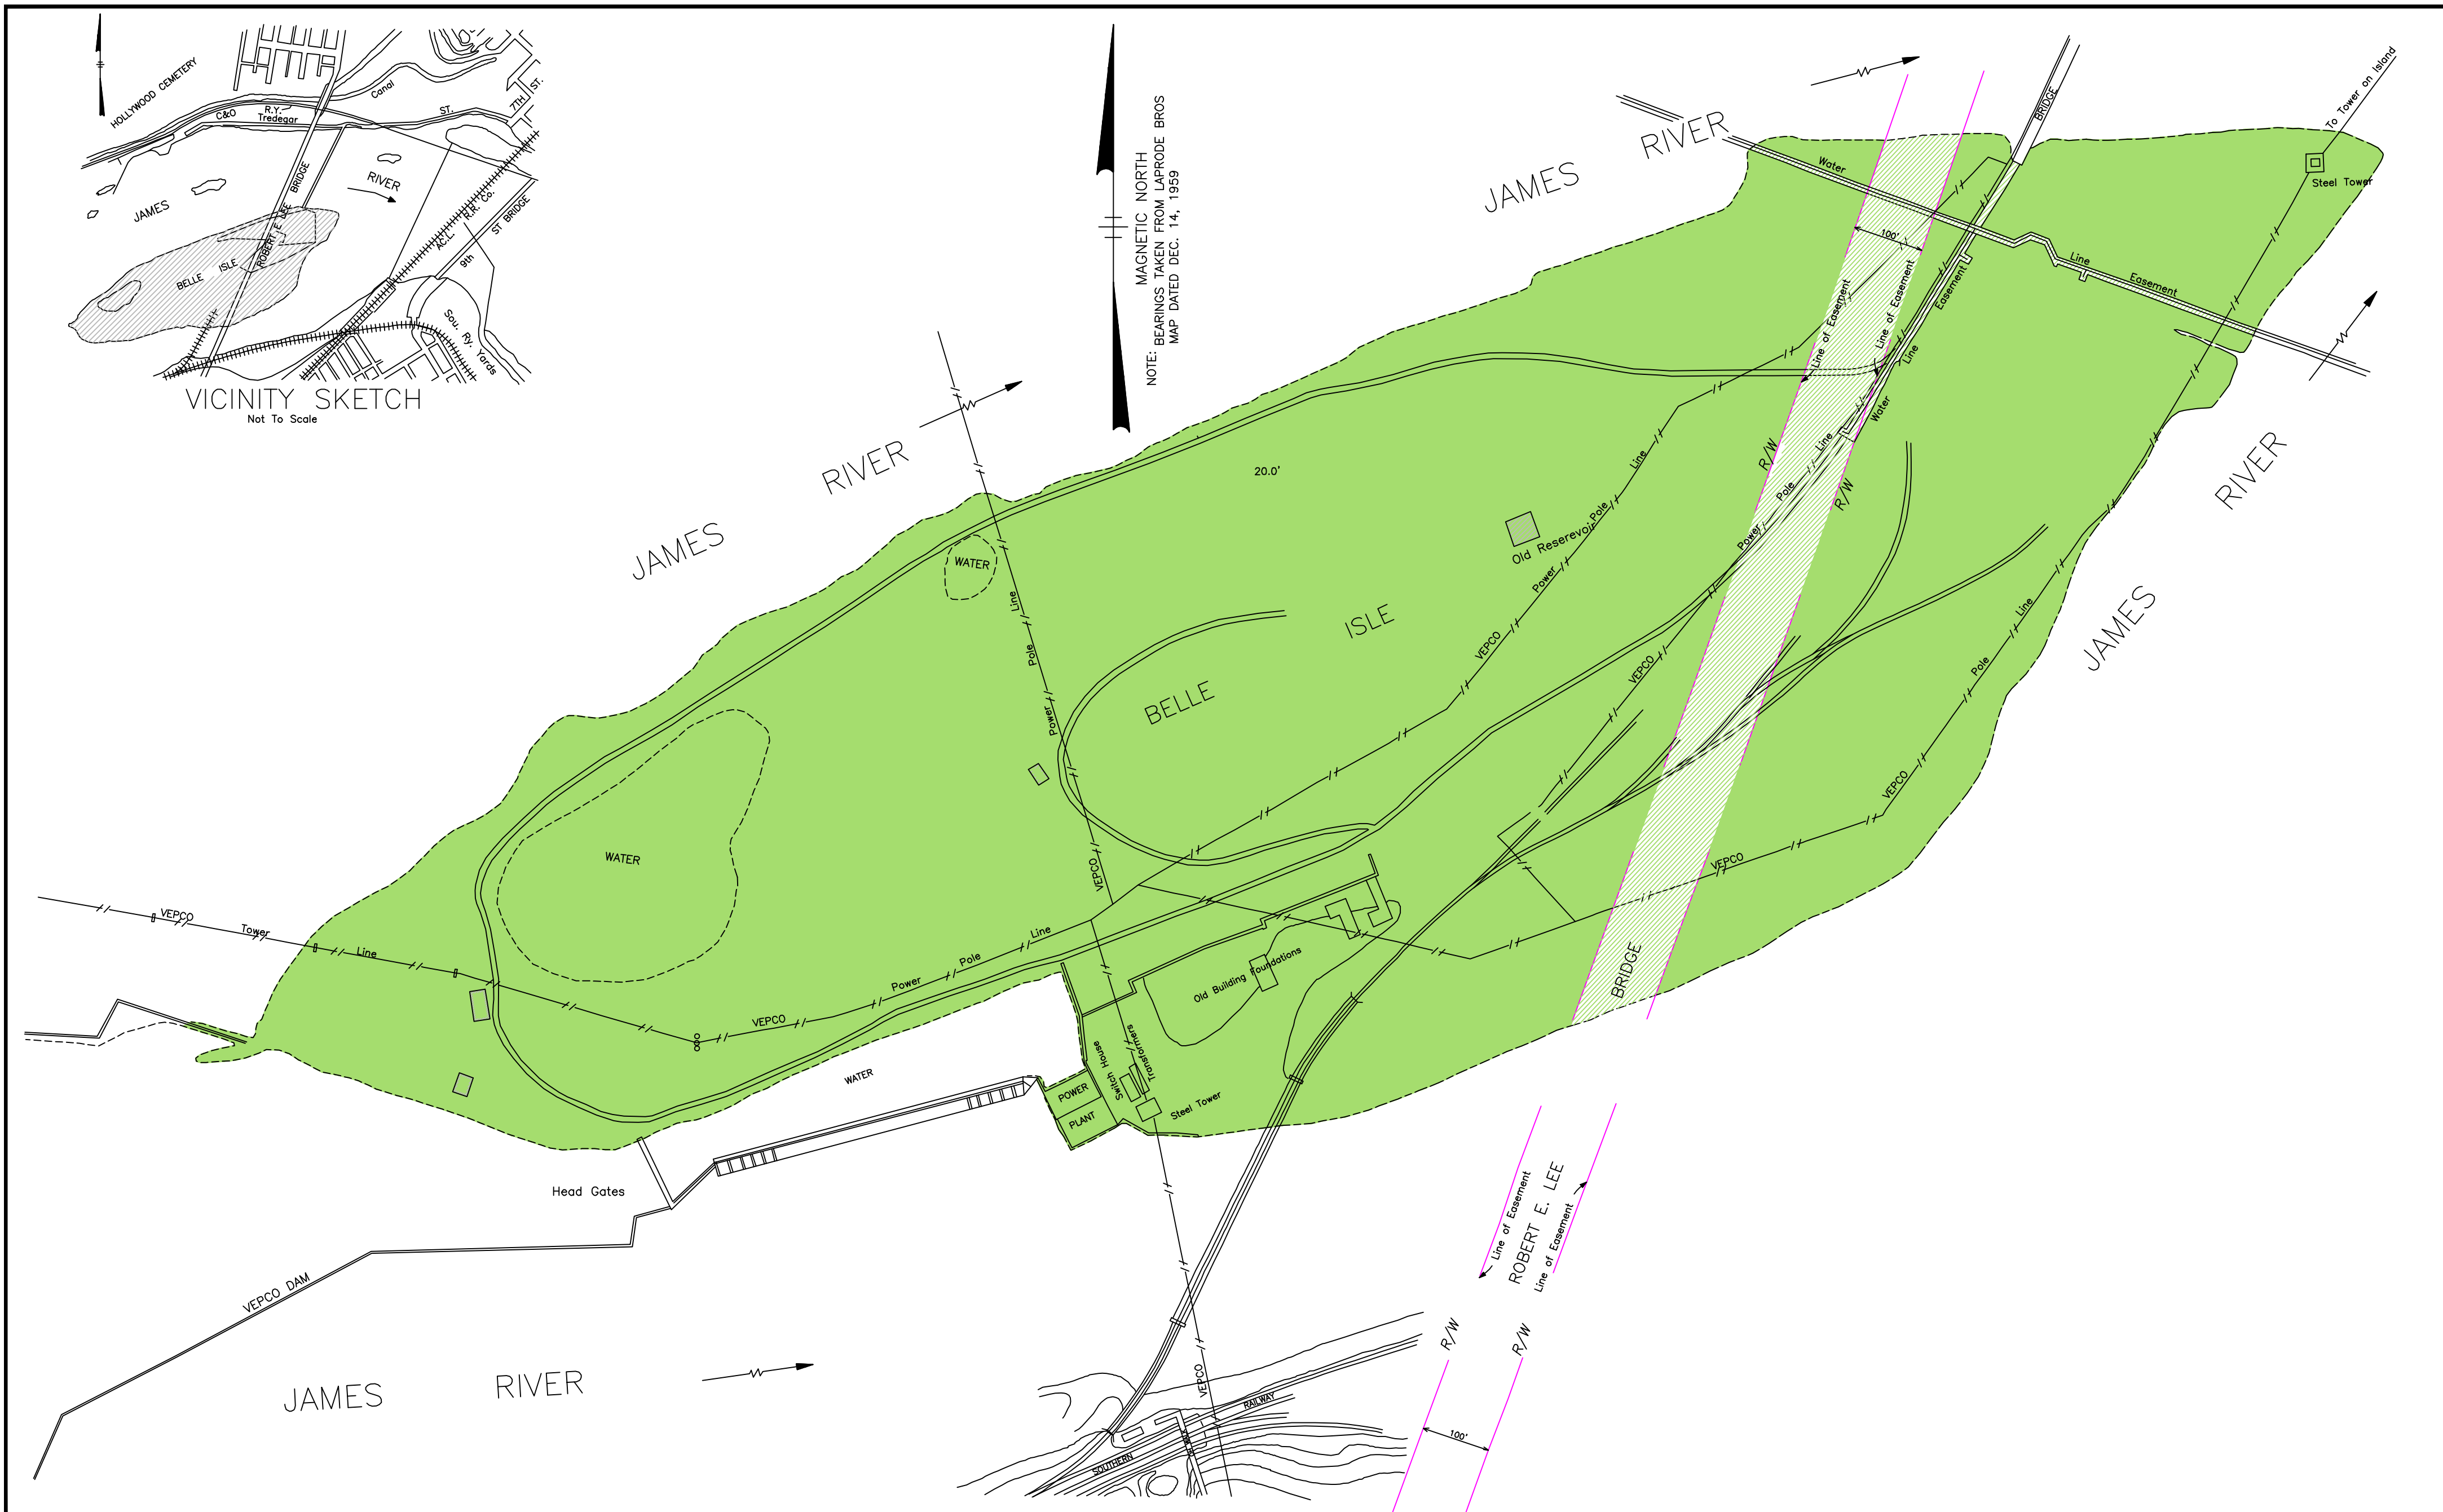 HOLLYWOOD CEMETERY
C&O
R.Y.
Tredegar
Canal
ST.
7TH ST.
JAMES
RIVER
BRIDGE
ROBERT E LEE
BELLE ISLE
A.C.L. R.R. Co.
9th ST BRIDGE
Sou. Ry. Yards
VICINITY SKETCH
Not To Scale
MAGNETIC NORTH
NOTE: BEARINGS TAKEN FROM LAPRODE BROS
MAP DATED DEC. 14, 1959
JAMES RIVER
BRIDGE
To Tower on Island
Steel Tower
Water Line Easement
100'
Line of Easement
Line of Easement
Easement
Line
Water
R/W
R/W
JAMES RIVER
20.0'
Old Reserevoir
WATER
BELLE ISLE
VEPCO Power Pole Line
VEPCO Power Pole Line
VEPCO Power Pole Line
VEPCO Pole Line
VEPCO
JAMES RIVER
WATER
VEPCO Tower Line
VEPCO Power Pole Line
Old Building Foundations
BRIDGE
WATER
Switch House
Transformers
POWER
PLANT
Steel Tower
Head Gates
VEPCO DAM
JAMES RIVER
VEPCO
Line of Easement
ROBERT E. LEE
Line of Easement
R/W
R/W
100'
SOUTHERN RAILWAY